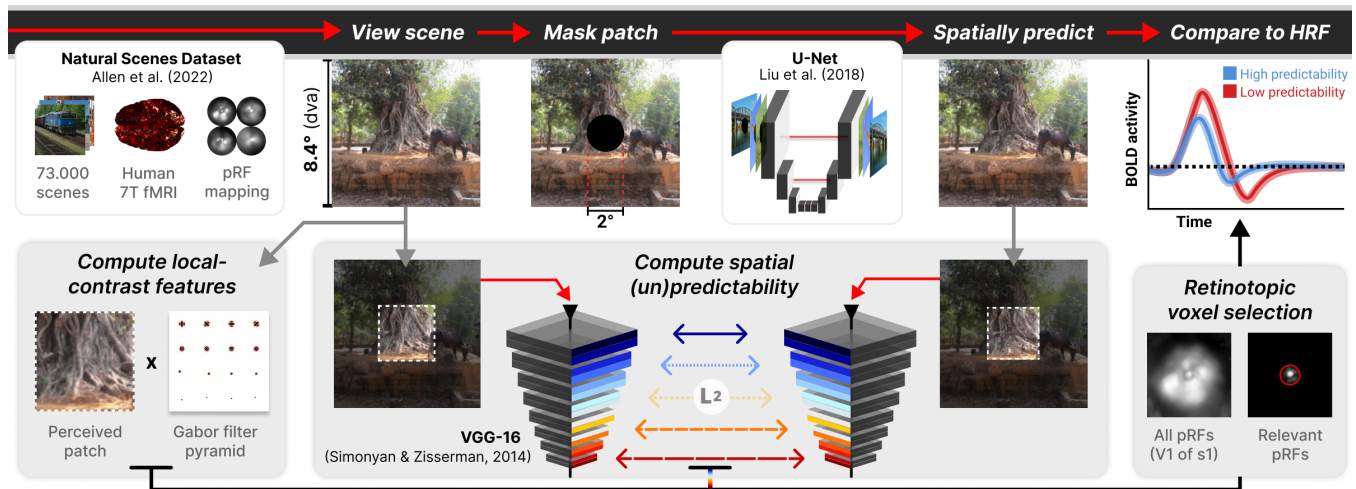 View scene
Mask patch
Spatially predict
Compare to HRF
Natural Scenes Dataset
Allen et al. (2022)
73.000
scenes
Human
7T fMRI
pRF
mapping
8.4° (dva)
2°
U-Net
Liu et al. (2018)
High predictability
Low predictability
BOLD activity
Time
Compute local-
contrast features
x
Perceived
patch
Gabor filter
pyramid
Compute spatial
(un)predictability
L2
VGG-16
(Simonyan & Zisserman, 2014)
Retinotopic
voxel selection
All pRFs
(V1 of s1)
Relevant
pRFs